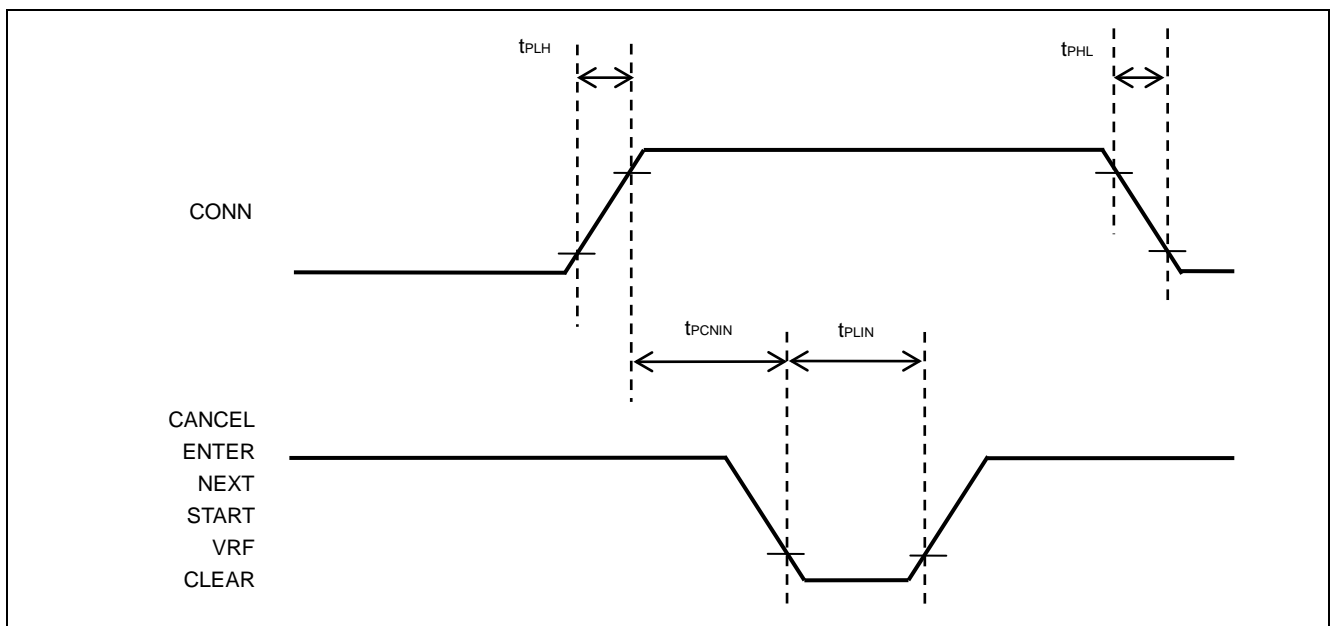 tPLH
tPHL
CONN
tPCNIN
tPLIN
CANCEL
ENTER
NEXT
START
VRF
CLEAR